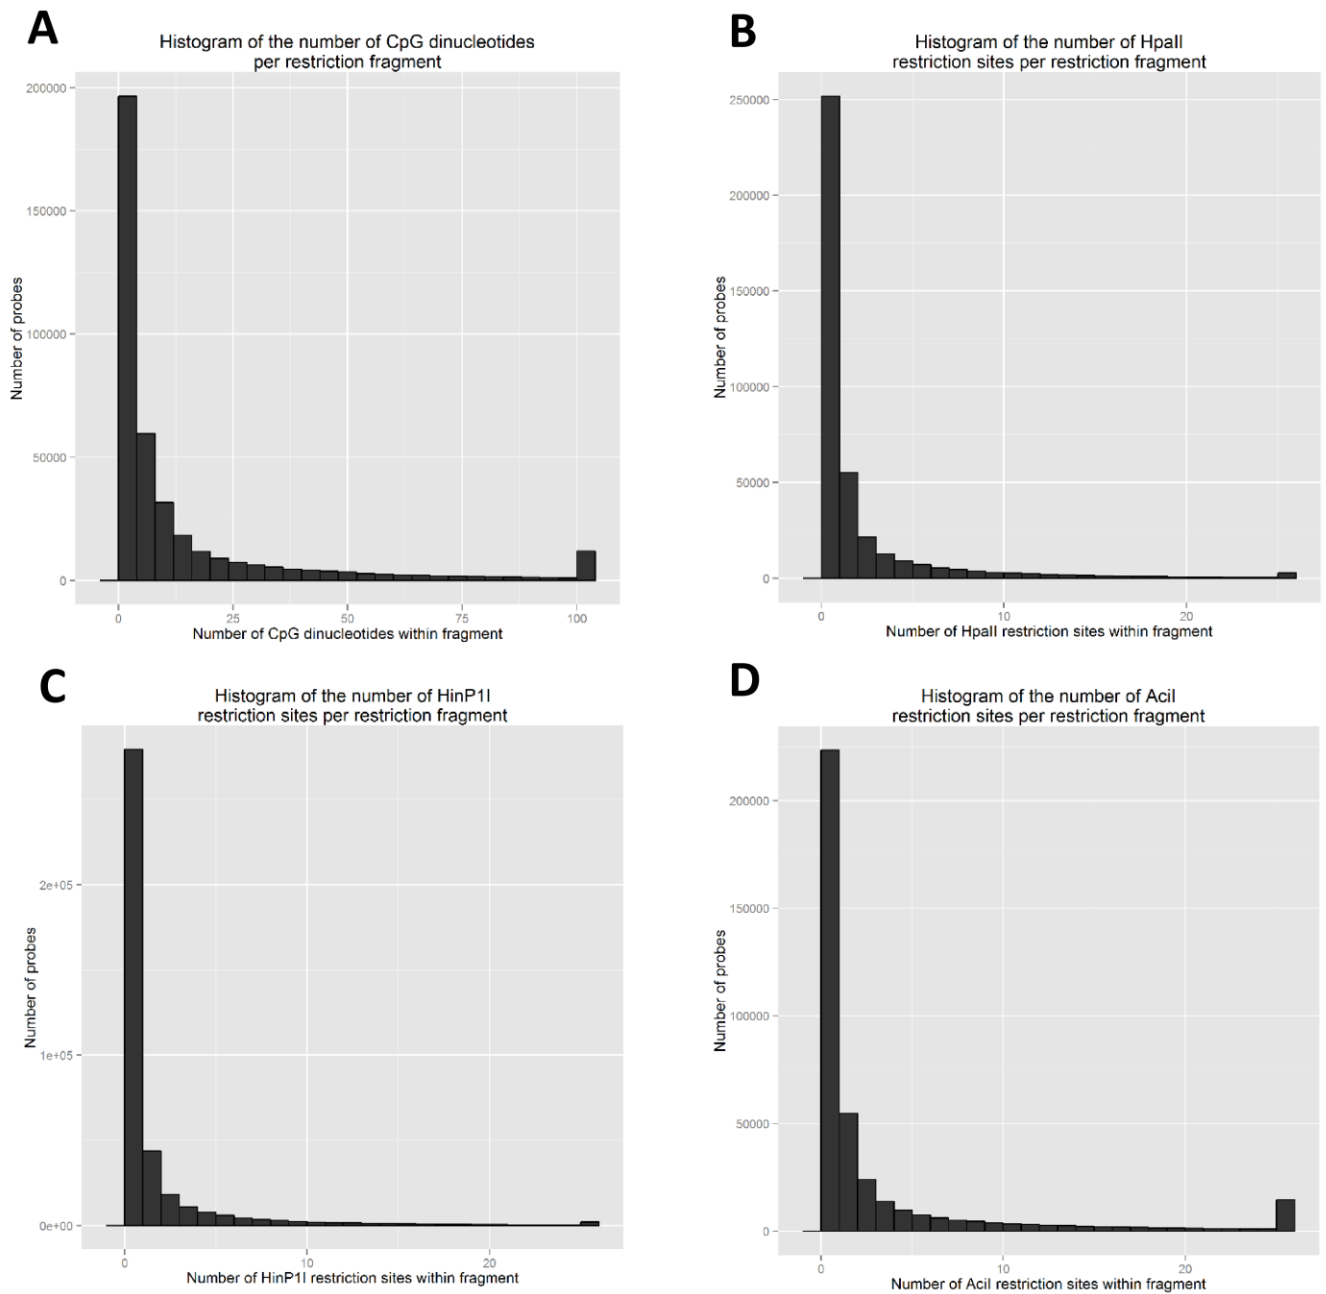 A
Histogram of the number of CpG dinucleotides
per restriction fragment
200000
150000
100000
50000
0
Number of probes
0 25 50 75 100
Number of CpG dinucleotides within fragment
B
Histogram of the number of HpaII
restriction sites per restriction fragment
250000
200000
150000
100000
50000
0
Number of probes
0 10 20
Number of HpaII restriction sites within fragment
C
Histogram of the number of HinP1I
restriction sites per restriction fragment
2e+05
1e+05
0e+00
Number of probes
0 10 20
Number of HinP1I restriction sites within fragment
D
Histogram of the number of AciI
restriction sites per restriction fragment
200000
150000
100000
50000
0
Number of probes
0 10 20
Number of AciI restriction sites within fragment